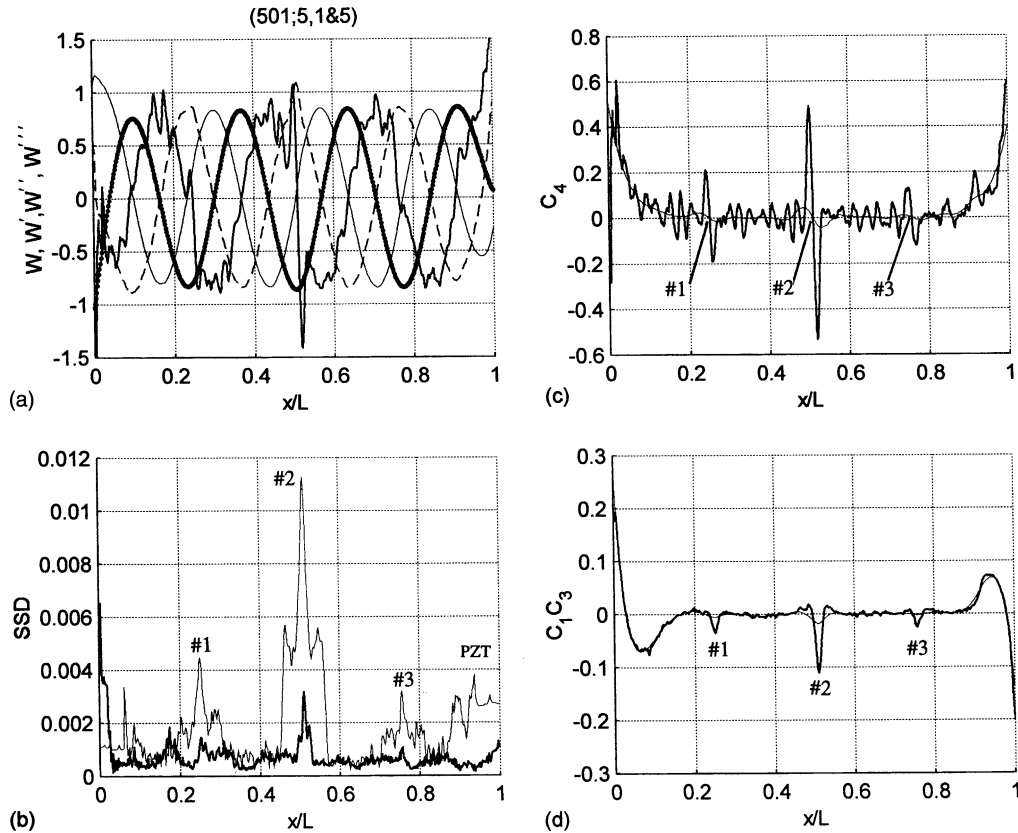 (501;5,1&5)
1.5
1
0.5
0
-0.5
-1
-1.5
W, W', W'', W'''
0 0.2 0.4 0.6 0.8 1
x/L
(a)
0.8
0.6
0.4
0.2
0
-0.2
-0.4
-0.6
C4
#1
#2
#3
0 0.2 0.4 0.6 0.8 1
x/L
(c)
0.012
0.01
0.008
0.006
0.004
0.002
0
SSD
#1
#2
#3
PZT
0 0.2 0.4 0.6 0.8 1
x/L
(b)
0.3
0.2
0.1
0
-0.1
-0.2
-0.3
C1C3
#1
#2
#3
0 0.2 0.4 0.6 0.8 1
x/L
(d)